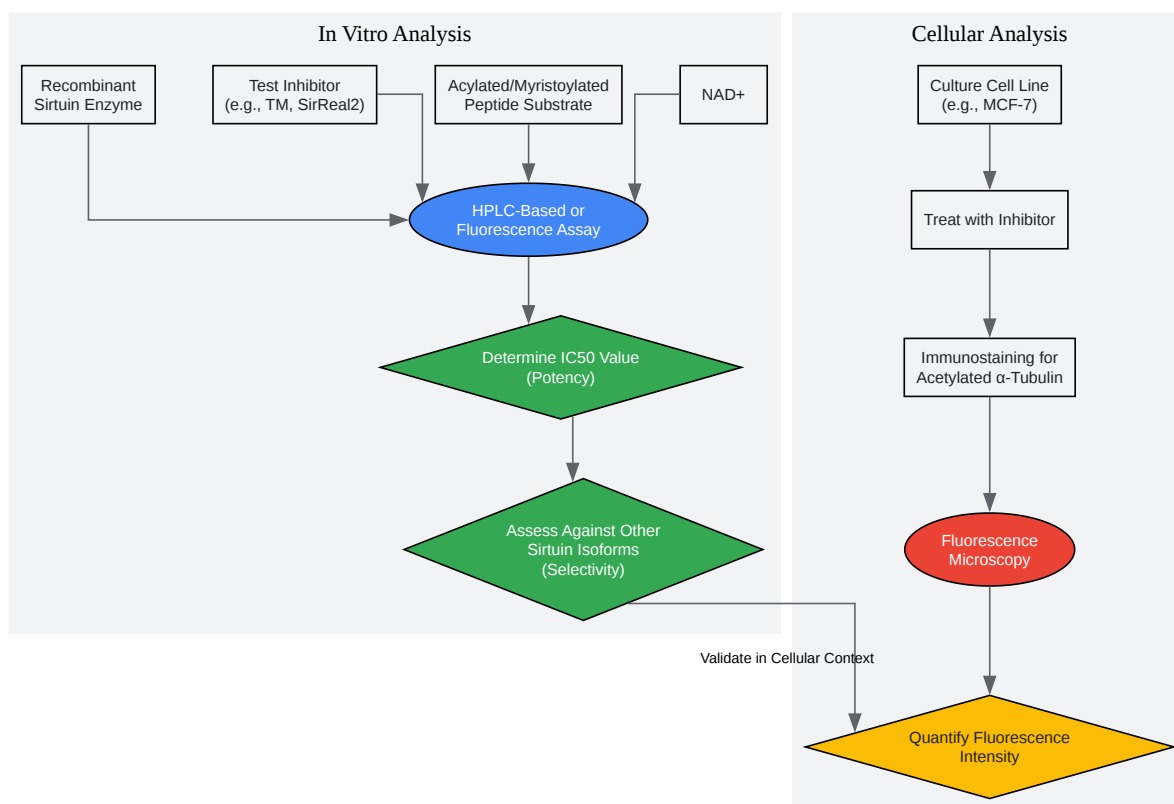 In Vitro Analysis
Recombinant
Sirtuin Enzyme
Test Inhibitor
(e.g., TM, SirReal2)
Acylated/Myristoylated
Peptide Substrate
NAD+
HPLC-Based or
Fluorescence Assay
Determine IC50 Value
(Potency)
Assess Against Other
Sirtuin Isoforms
(Selectivity)
Validate in Cellular Context
Cellular Analysis
Culture Cell Line
(e.g., MCF-7)
Treat with Inhibitor
Immunostaining for
Acetylated α-Tubulin
Fluorescence
Microscopy
Quantify Fluorescence
Intensity